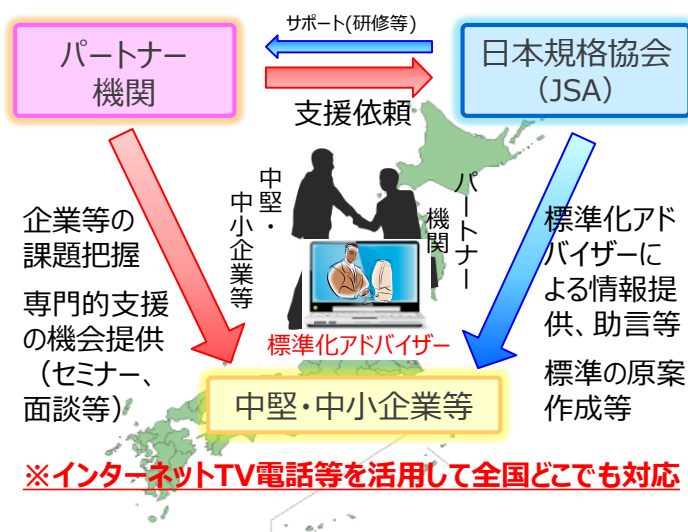 サポート(研修等)
パートナー
機関
日本規格協会
（JSA）
支援依頼
中堅・
中小企業等
パートナー
機関
企業等の
課題把握
専門的支援
の機会提供
（セミナー、
面談等）
標準化アド
バイザーに
よる情報提
供、助言等
標準の原案
作成等
標準化アドバイザー
中堅・中小企業等
※インターネットTV電話等を活用して全国どこでも対応